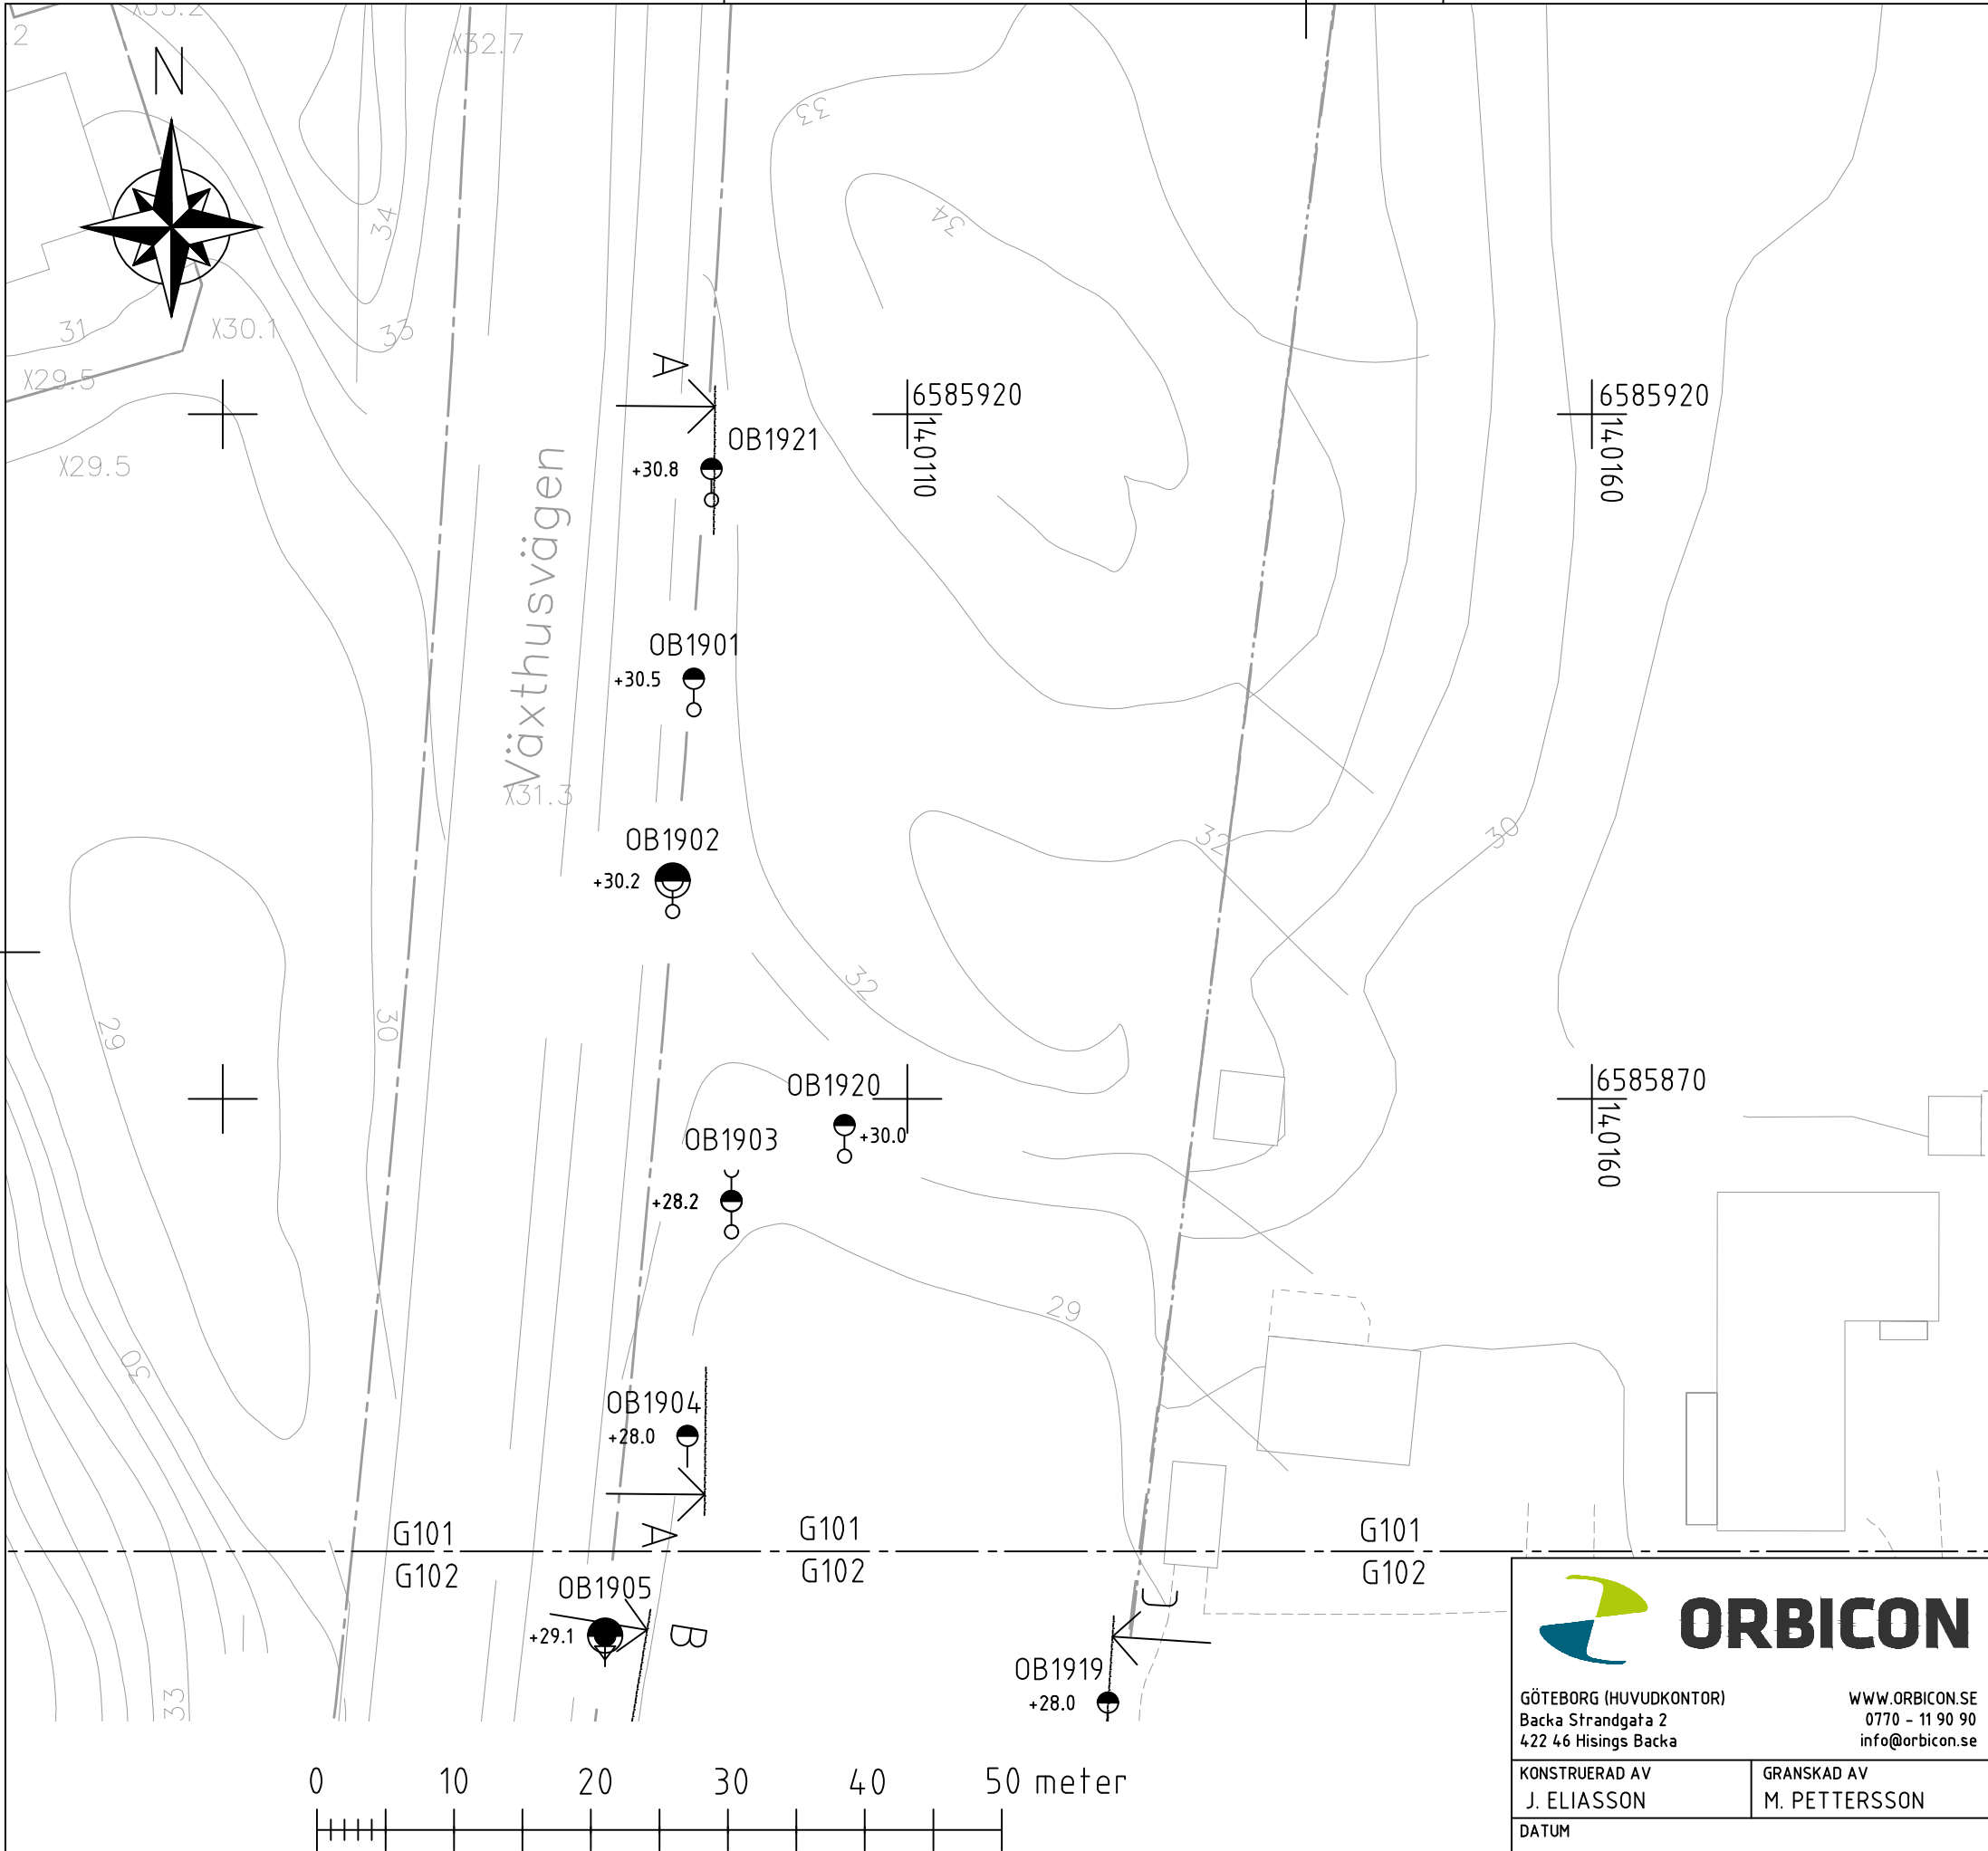 X33.2
2
X32.7
N
33
34
34
31
X30.1
33
X29.5
X29.5
A
6585920
140110
6585920
140160
OB1921
+30.8
Växthusvägen
OB1901
+30.5
X31.3
OB1902
+30.2
32
30
32
29
30
OB1920
+30.0
6585870
140160
OB1903
+28.2
29
30
OB1904
+28.0
A
G101
G101
G101
G102
G102
G102
OB1905
+29.1
B
C
OB1919
+28.0
33
ORBICON
GÖTEBORG (HUVUDKONTOR)
Backa Strandgata 2
422 46 Hisings Backa
WWW.ORBICON.SE
0770 - 11 90 90
info@orbicon.se
KONSTRUERAD AV
J. ELIASSON
GRANSKAD AV
M. PETTERSSON
DATUM
0 10 20 30 40 50 meter